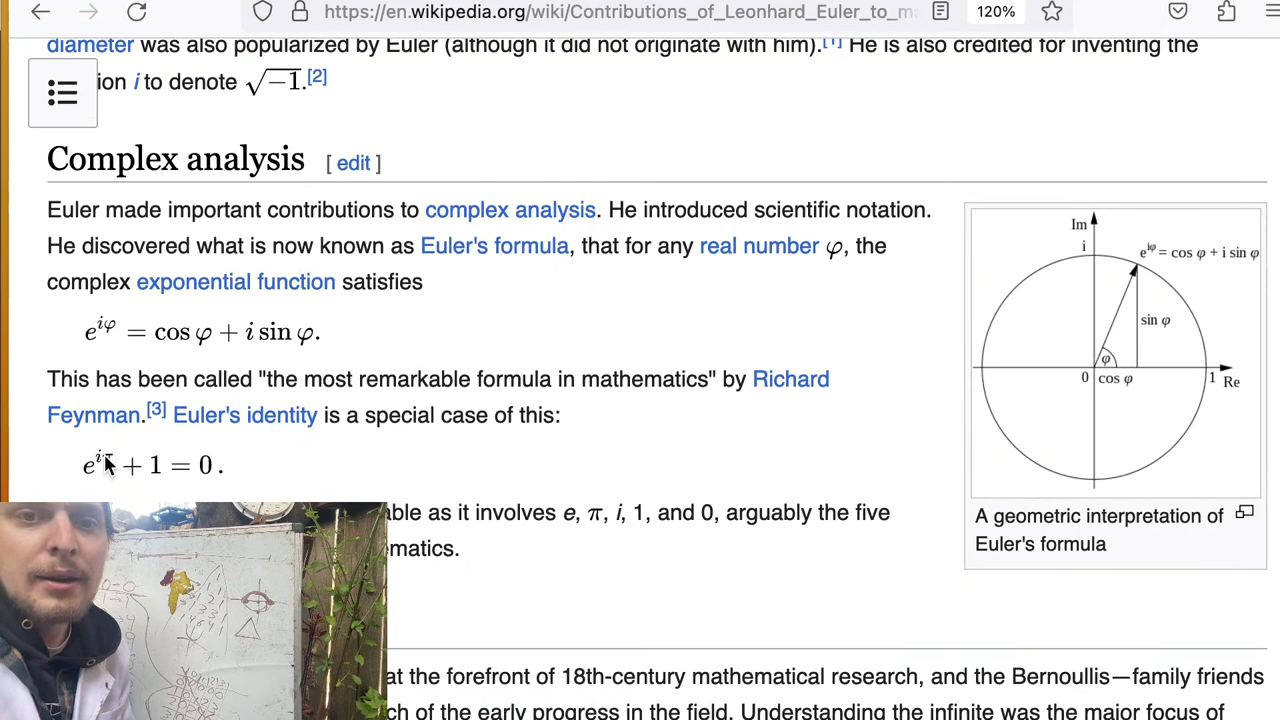 https://en.wikipedia.org/wiki/Contributions_of_Leonhard_Euler_to_ma
120%
diameter was also popularized by Euler (although it did not originate with him).[1] He is also credited for inventing the
ion i to denote √−1.[2]
Complex analysis [ edit ]
Euler made important contributions to complex analysis. He introduced scientific notation.
He discovered what is now known as Euler's formula, that for any real number φ, the
complex exponential function satisfies
e^{iφ} = cos φ + i sin φ.
This has been called "the most remarkable formula in mathematics" by Richard
Feynman.[3] Euler's identity is a special case of this:
e^i + 1 = 0.
able as it involves e, π, i, 1, and 0, arguably the five
matics.
Im
i
e^{iφ} = cos φ + i sin φ
sin φ
φ
0
cos φ
1
Re
A geometric interpretation of
Euler's formula
at the forefront of 18th-century mathematical research, and the Bernoullis—family friends
ch of the early progress in the field. Understanding the infinite was the major focus of